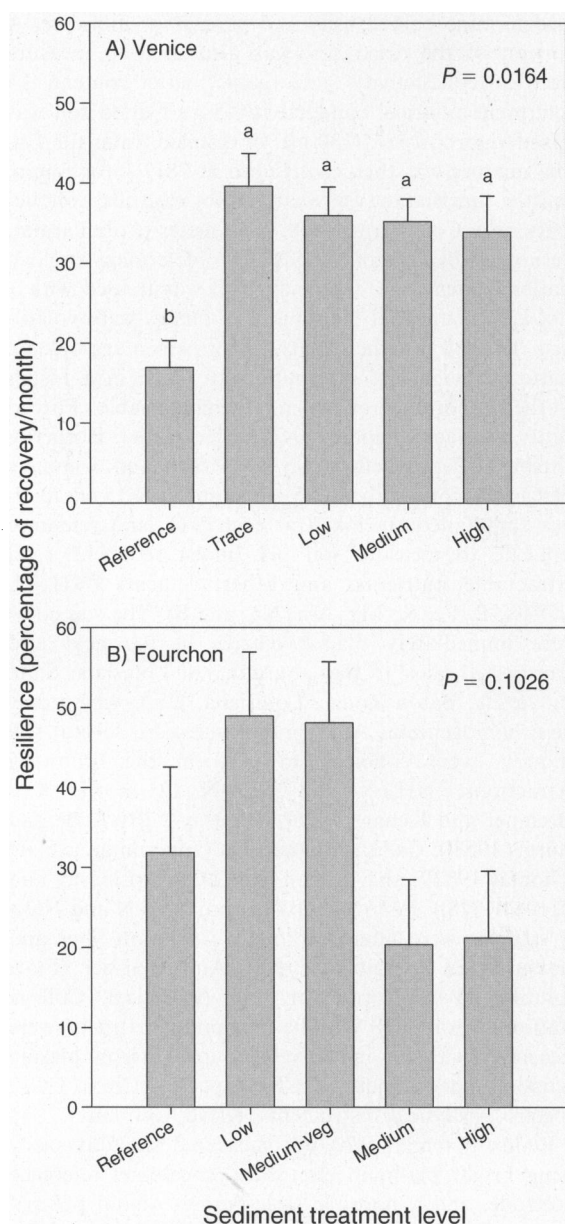 Resilience (percentage of recovery/month)
60
50
40
30
20
10
0
A) Venice
P = 0.0164
b
a
a
a
a
Reference
Trace
Low
Medium
High
60
50
40
30
20
10
0
B) Fourchon
P = 0.1026
Reference
Low
Medium-veg
Medium
High
Sediment treatment level